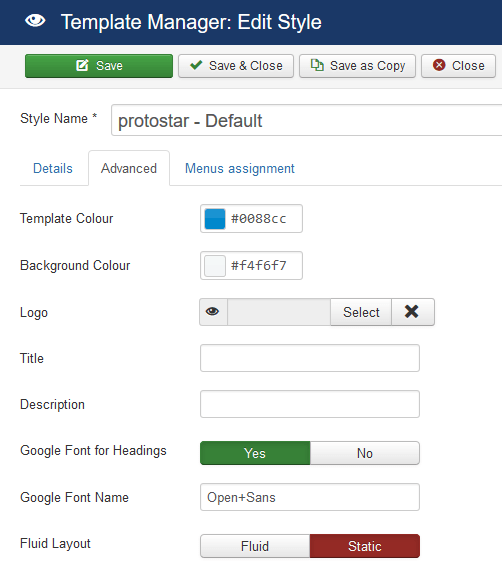 Template Manager: Edit Style
Save Save & Close Save as Copy Close
Style Name * protostar - Default
Details Advanced Menus assignment
Template Colour #0088cc
Background Colour #f4f6f7
Logo Select
Title
Description
Google Font for Headings Yes No
Google Font Name Open+Sans
Fluid Layout Fluid Static